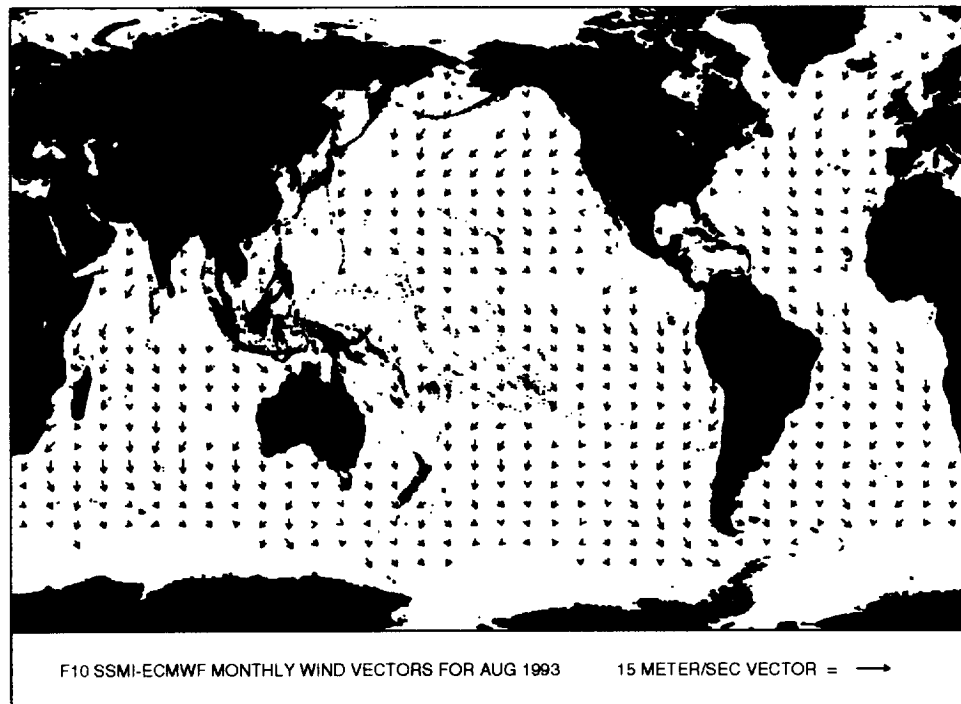 F10 SSMI-ECMWF MONTHLY WIND VECTORS FOR AUG 1993 15 METER/SEC VECTOR =